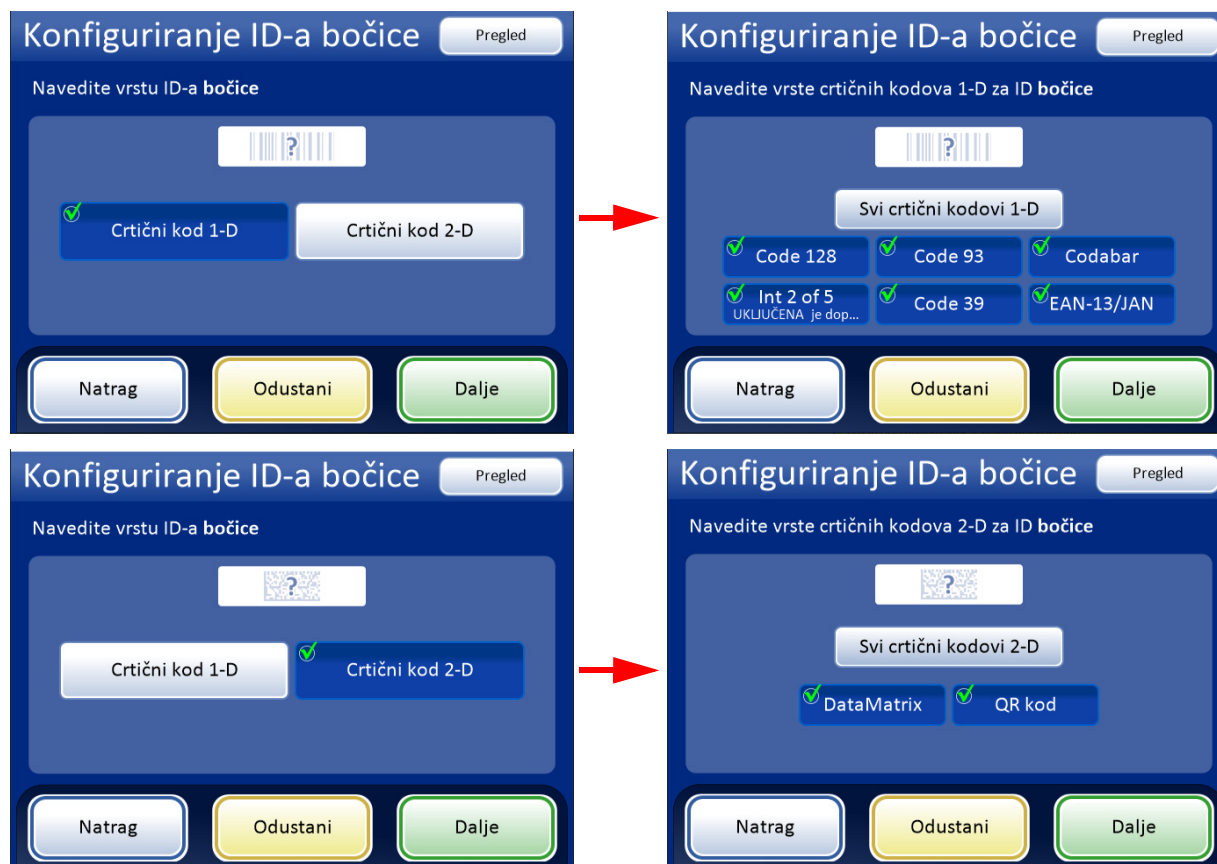 Konfiguriranje ID-a bočice
Pregled
Navedite vrstu ID-a bočice
?
Crtični kod 1-D
Crtični kod 2-D
Natrag
Odustani
Dalje
Konfiguriranje ID-a bočice
Pregled
Navedite vrste crtičnih kodova 1-D za ID bočice
?
Svi crtični kodovi 1-D
Code 128
Code 93
Codabar
Int 2 of 5
UKLJUČENA je dop...
Code 39
EAN-13/JAN
Natrag
Odustani
Dalje
Konfiguriranje ID-a bočice
Pregled
Navedite vrstu ID-a bočice
?
Crtični kod 1-D
Crtični kod 2-D
Natrag
Odustani
Dalje
Konfiguriranje ID-a bočice
Pregled
Navedite vrste crtičnih kodova 2-D za ID bočice
?
Svi crtični kodovi 2-D
DataMatrix
QR kod
Natrag
Odustani
Dalje